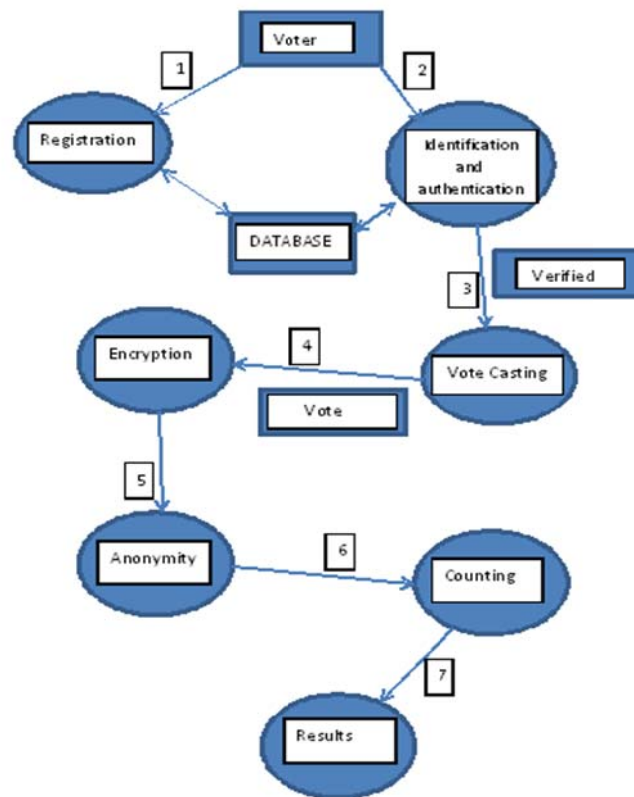 Voter
1
2
Registration
Identification
and
authentication
DATABASE
Verified
3
Encryption
4
Vote Casting
Vote
5
Anonymity
6
Counting
7
Results